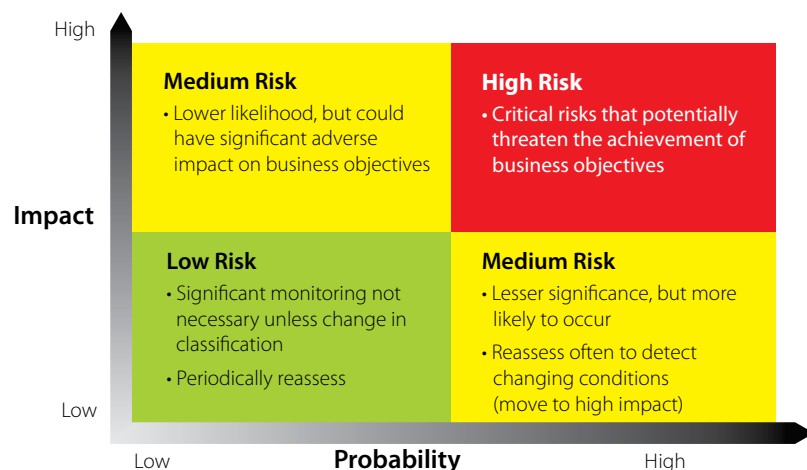 High
Medium Risk
• Lower likelihood, but could
have significant adverse
impact on business objectives
High Risk
• Critical risks that potentially
threaten the achievement of
business objectives
Impact
Low Risk
• Significant monitoring not
necessary unless change in
classification
• Periodically reassess
Medium Risk
• Lesser significance, but more
likely to occur
• Reassess often to detect
changing conditions
(move to high impact)
Low
Low
Probability
High